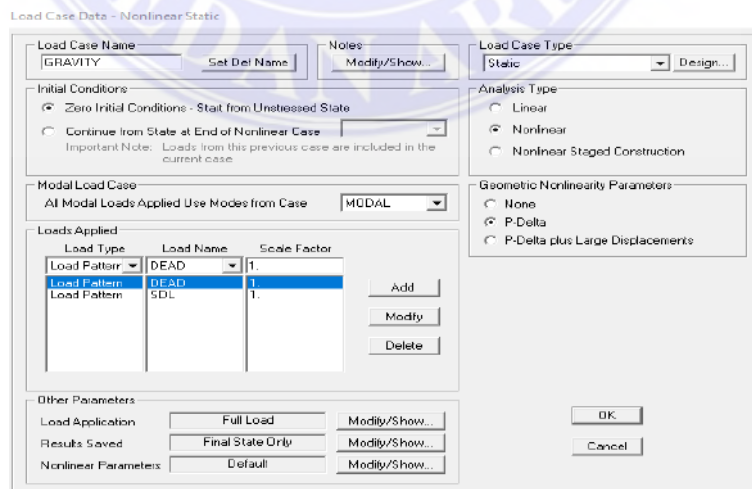 DAN AR
Load Case Data - Nonlinear Static
Load Case Name
GRAVITY
Set Def Name
Notes
Modify/Show...
Load Case Type
Static
Design...
Initial Conditions
Zero Initial Conditions - Start from Unstressed State
Continue from State at End of Nonlinear Case
Important Note: Loads from this previous case are included in the
current case
Analysis Type
Linear
Nonlinear
Nonlinear Staged Construction
Modal Load Case
All Modal Loads Applied Use Modes from Case
MODAL
Geometric Nonlinearity Parameters
None
P-Delta
P-Delta plus Large Displacements
Loads Applied
Load Type Load Name Scale Factor
Load Pattern DEAD 1.
Load Pattern DEAD 1.
Load Pattern SDL 1.
Add
Modify
Delete
Other Parameters
Load Application Full Load Modify/Show...
Results Saved Final State Only Modify/Show...
Nonlinear Parameters Default Modify/Show...
OK
Cancel